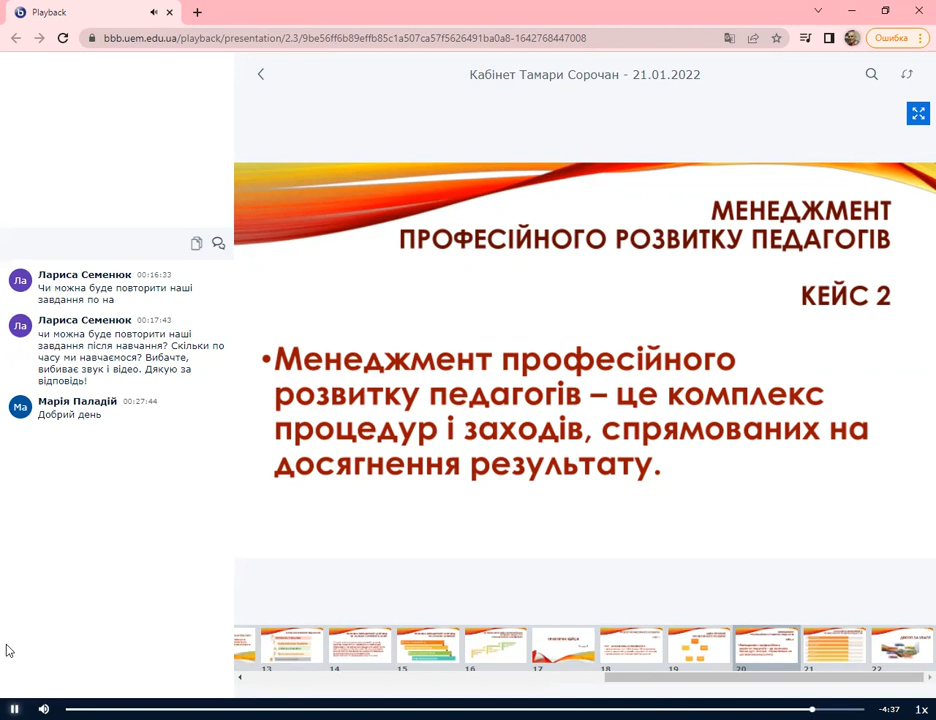 Playback
bbb.uem.edu.ua/playback/presentation/2.3/9be56ff6b89effb85c1a507ca57f5626491ba0a8-1642768447008
Ошибка
Кабінет Тамари Сорочан - 21.01.2022
МЕНЕДЖМЕНТ
ПРОФЕСІЙНОГО РОЗВИТКУ ПЕДАГОГІВ
КЕЙС 2
•Менеджмент професійного
розвитку педагогів – це комплекс
процедур і заходів, спрямованих на
досягнення результату.
Ла
Лариса Семенюк 00:16:33
Чи можна буде повторити наші
завдання по на
Ла
Лариса Семенюк 00:17:43
чи можна буде повторити наші
завдання після навчання? Скільки по
часу ми навчаємося? Вибачте,
вибиває звук і відео. Дякую за
відповідь!
Ма
Марія Паладій 00:27:44
Добрий день
13 14 15 16 17 18 19 20 21 22
-4:37 1x